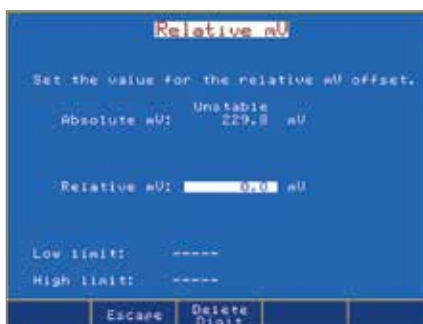 Relative mV
Set the value for the relative mV offset.
Unstable
Absolute mV: 229.8 mV
Relative mV: 0.0 mV
Low limit: -----
High limit: -----
Escape
Delete Digit